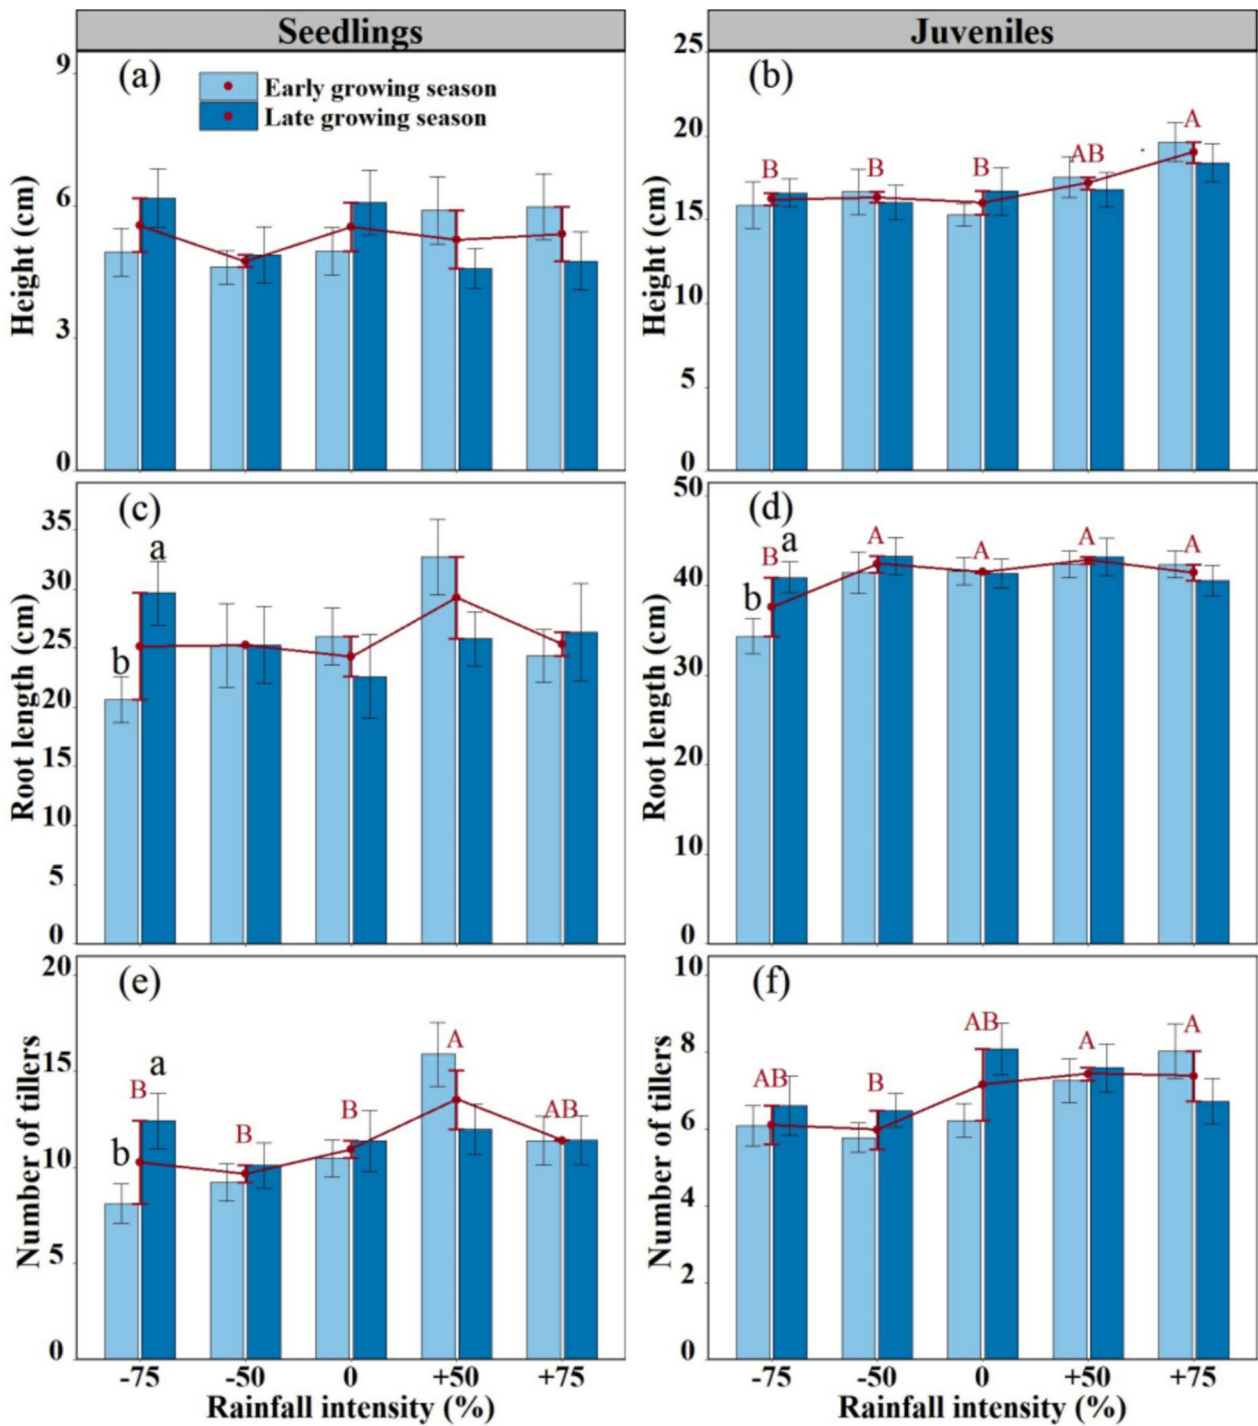 Seedlings
Juveniles
(a)
Early growing season
Late growing season
Height (cm)
9
6
3
0
(b)
Height (cm)
25
20
15
10
5
0
B
B
B
AB
A
(c)
Root length (cm)
35
30
25
20
15
10
5
0
b
a
(d)
Root length (cm)
50
40
30
20
10
0
b
B
a
A
A
A
A
(e)
Number of tillers
20
15
10
5
0
b
B
a
B
B
A
AB
-75
-50
0
+50
+75
Rainfall intensity (%)
(f)
Number of tillers
10
8
6
4
2
0
AB
B
AB
A
A
-75
-50
0
+50
+75
Rainfall intensity (%)